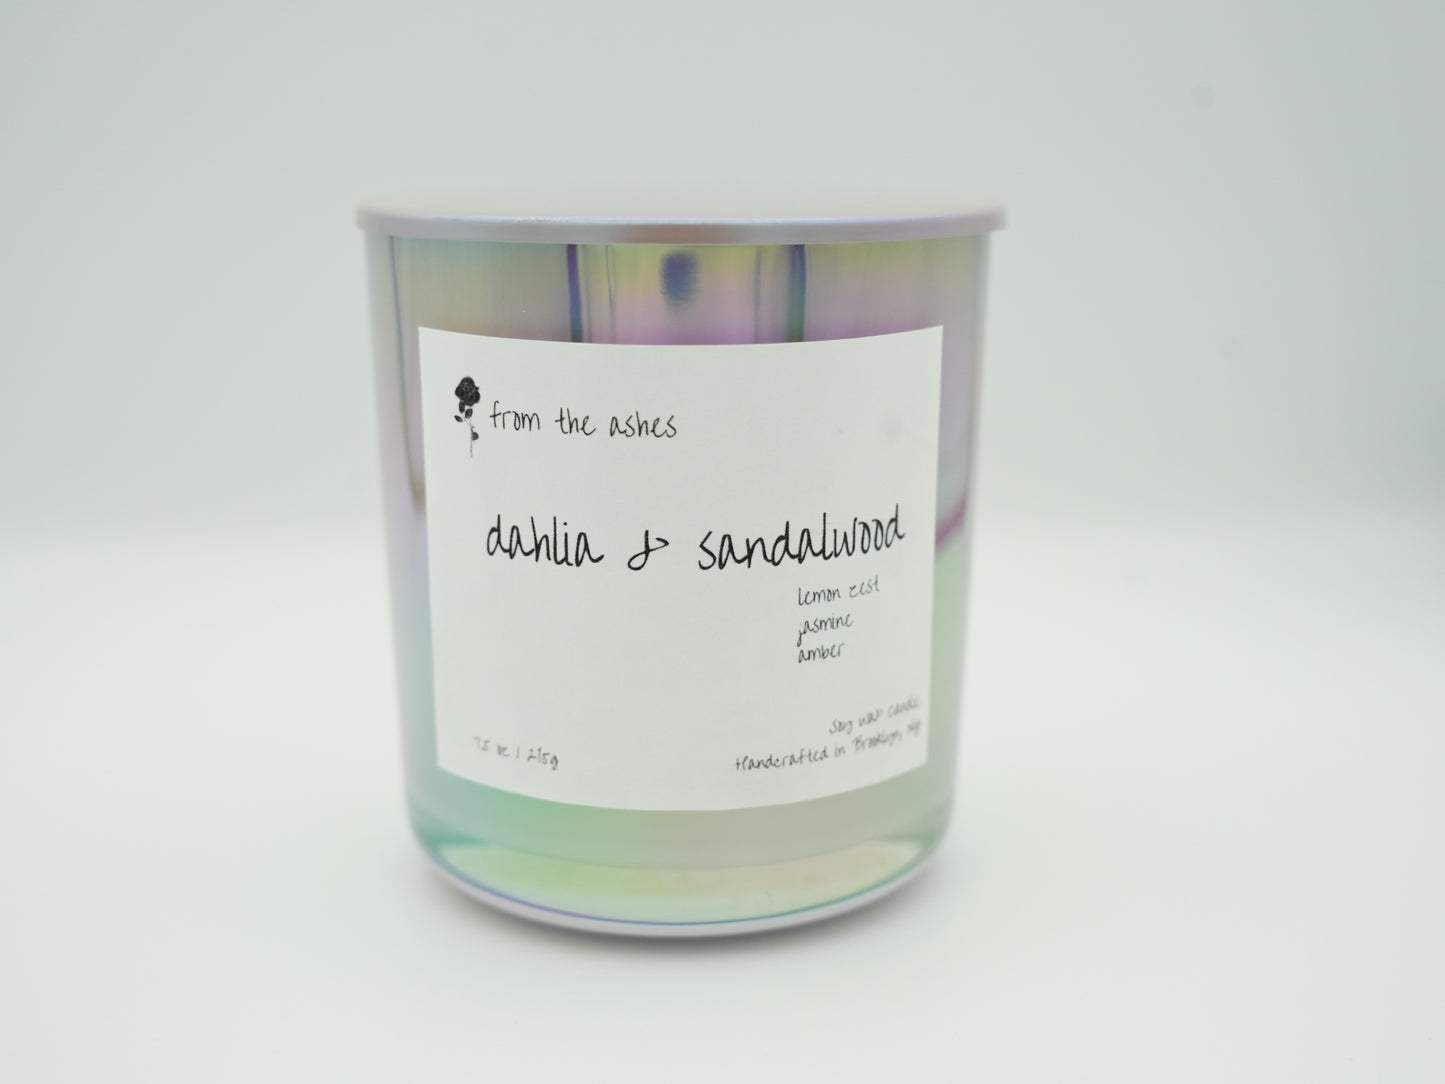 from the ashes
dahlia & sandalwood
lemon zest
jasmine
amber
Soy wax candle
Handcrafted in Brooklyn, NY
7.5 oz | 215g